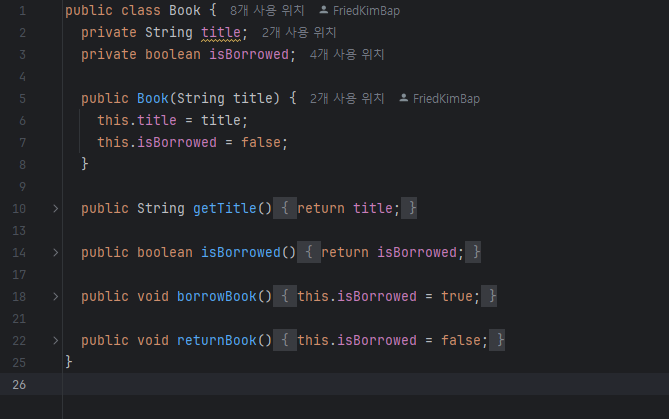 1 public class Book { 8개 사용 위치 FriedKimBap
2 private String title; 2개 사용 위치
3 private boolean isBorrowed; 4개 사용 위치
4
5 public Book(String title) { 2개 사용 위치 FriedKimBap
6 this.title = title;
7 this.isBorrowed = false;
8 }
9
10 public String getTitle() { return title; }
13
14 public boolean isBorrowed() { return isBorrowed; }
17
18 public void borrowBook() { this.isBorrowed = true; }
21
22 public void returnBook() { this.isBorrowed = false; }
25 }
26